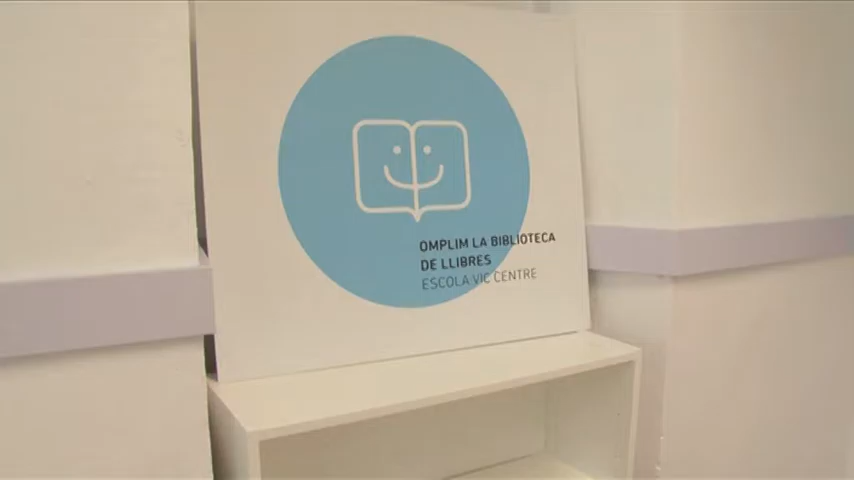 OMPLIM LA BIBLIOTECA
DE LLIBRES
ESCOLA VIC CENTRE